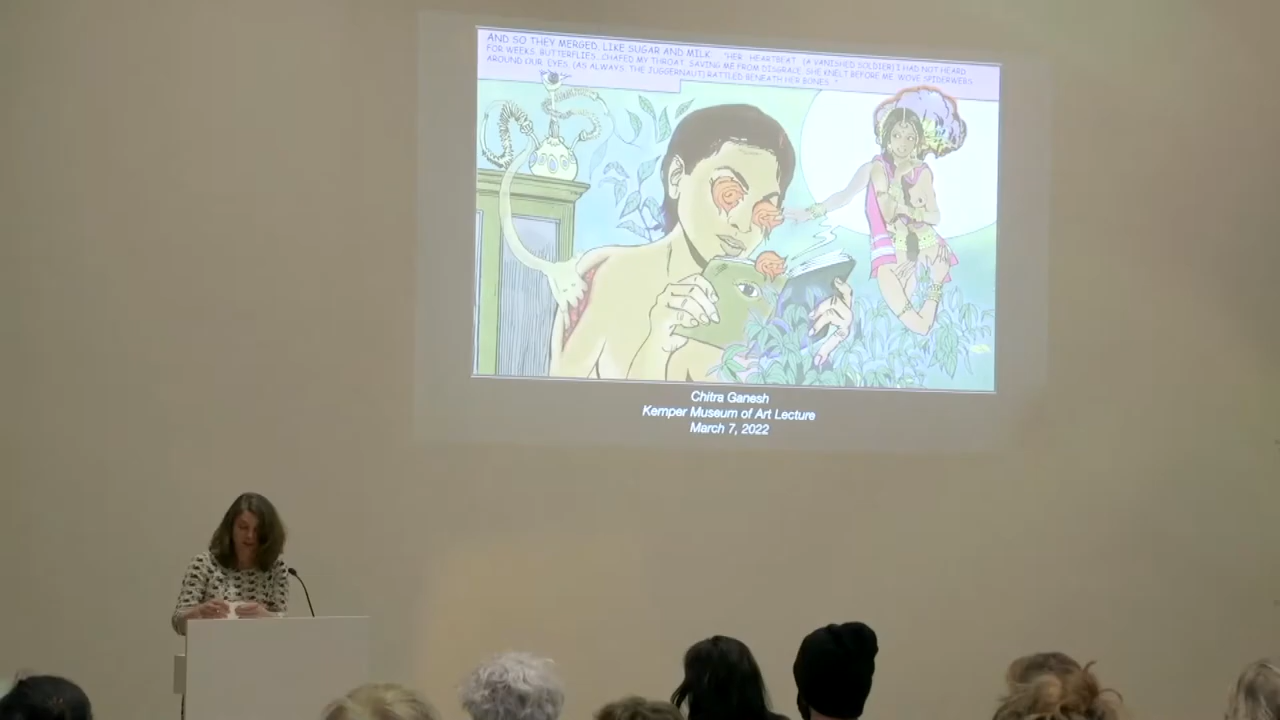 AND SO THEY MERGED, LIKE SUGAR AND MILK. "HER HEARTBEAT (A VANISHED SOLDIER) I HAD NOT HEARD
FOR WEEKS. BUTTERFLIES...CHAFED MY THROAT, SAVING ME FROM DISGRACE. SHE KNELT BEFORE ME, WOVE SPIDERWEBS
AROUND OUR EYES. (AS ALWAYS, THE JUGGERNAUT) RATTLED BENEATH HER BONES. "
Chitra Ganesh
Kemper Museum of Art Lecture
March 7, 2022